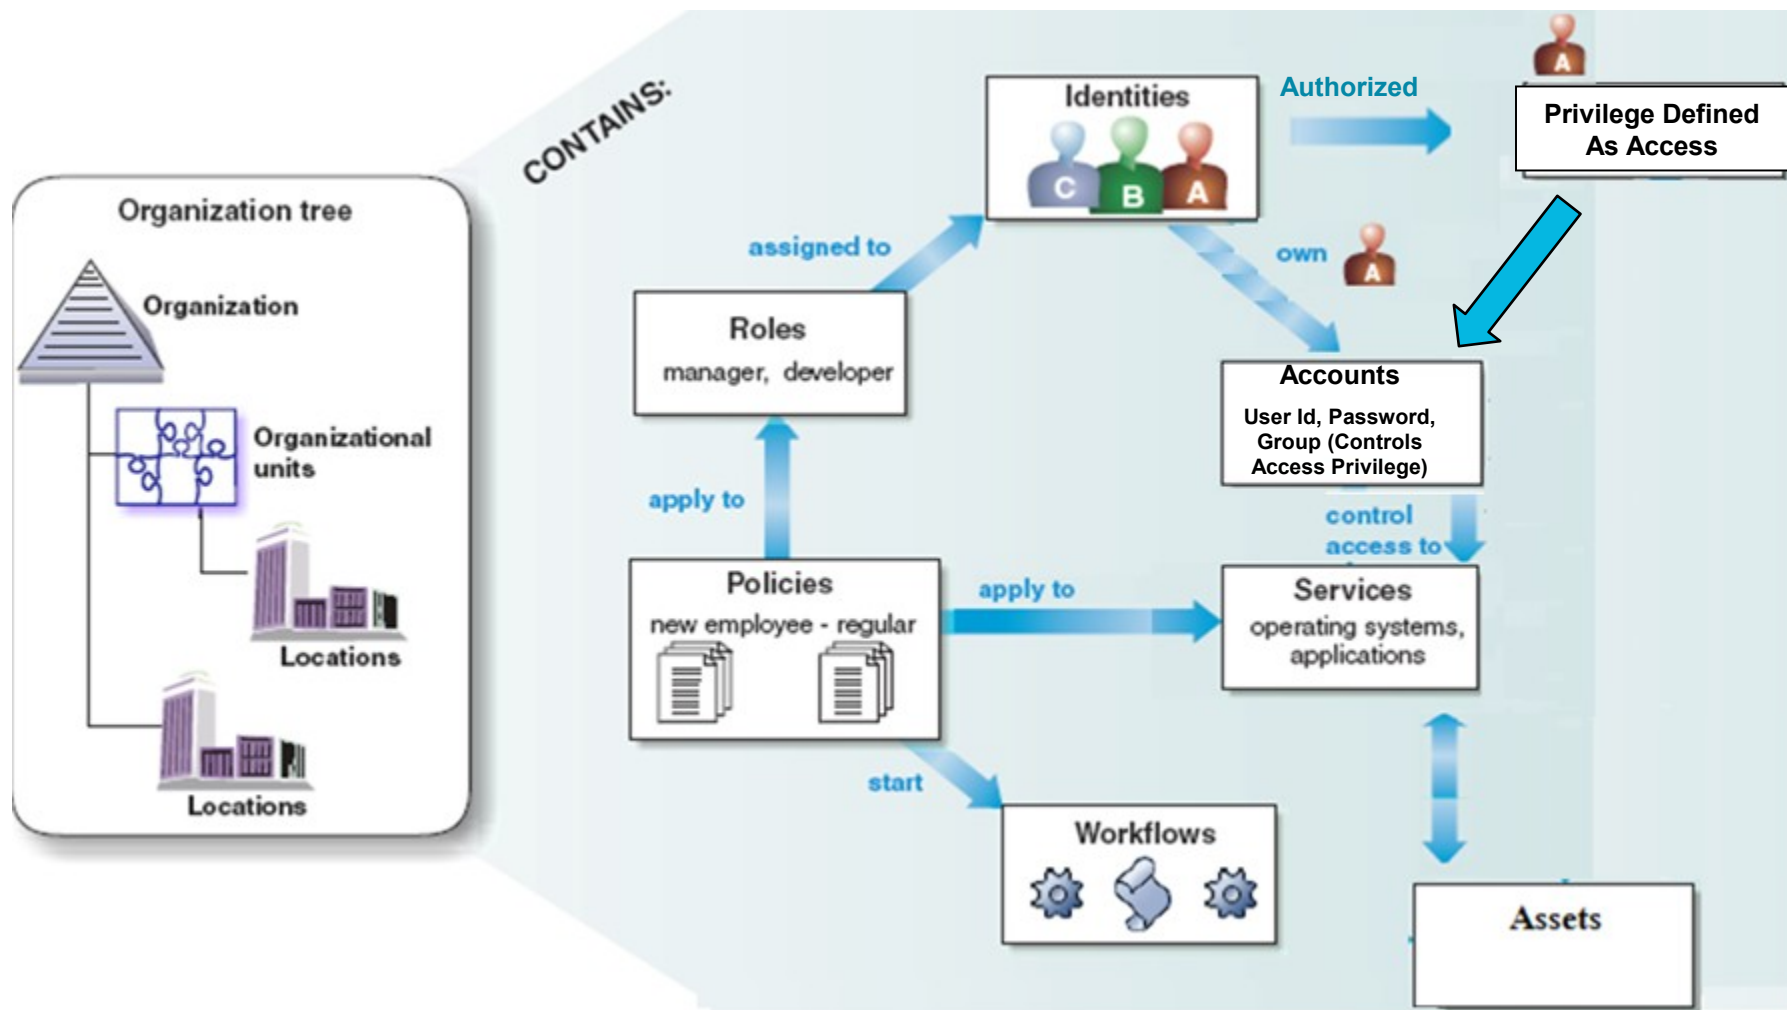 Organization tree
Organization
Organizational
units
Locations
Locations
CONTAINS:
Identities
C
B
A
Authorized
A
Privilege Defined
As Access
assigned to
own
A
Roles
manager, developer
Accounts
User Id, Password,
Group (Controls
Access Privilege)
apply to
control
access to
Policies
new employee - regular
apply to
Services
operating systems,
applications
start
Workflows
Assets